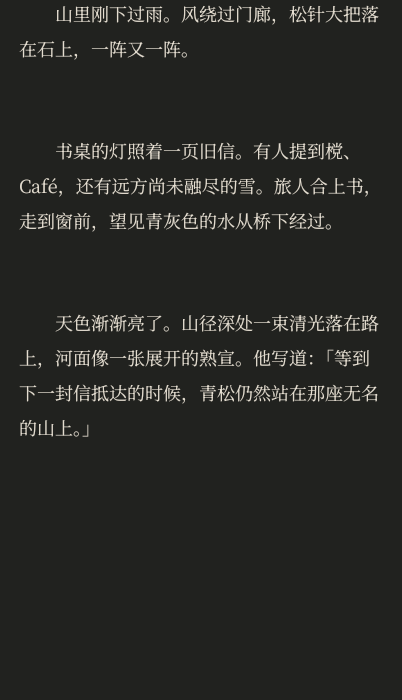 山里刚下过雨。风绕过门廊，松针大把落
在石上，一阵又一阵。
书桌的灯照着一页旧信。有人提到㭻、
Café，还有远方尚未融尽的雪。旅人合上书，
走到窗前，望见青灰色的水从桥下经过。
天色渐渐亮了。山径深处一束清光落在路
上，河面像一张展开的熟宣。他写道：「等到
下一封信抵达的时候，青松仍然站在那座无名
的山上。」